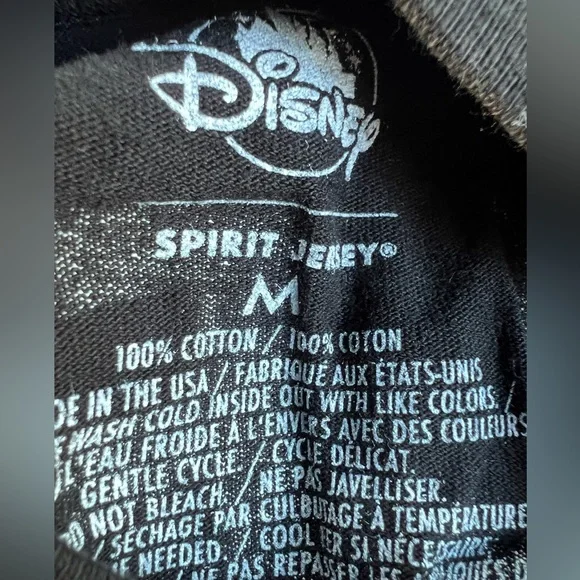 Disney
SPIRIT JERSEY®
M
100% COTTON / 100% COTON
DE IN THE USA / FABRIQUÉ AUX ÉTATS-UNIS
WASH COLD INSIDE OUT WITH LIKE COLORS /
L'EAU FROIDE À L'ENVERS AVEC DES COULEURS
GENTLE CYCLE / CYCLE DÉLICAT.
DO NOT BLEACH. / NE PAS JAVELLISER.
/ SÉCHAGE PAR CULBUTAGE À TEMPÉRATURE
NEEDED. / COOL IF SI
NE PAS REPASSER LES